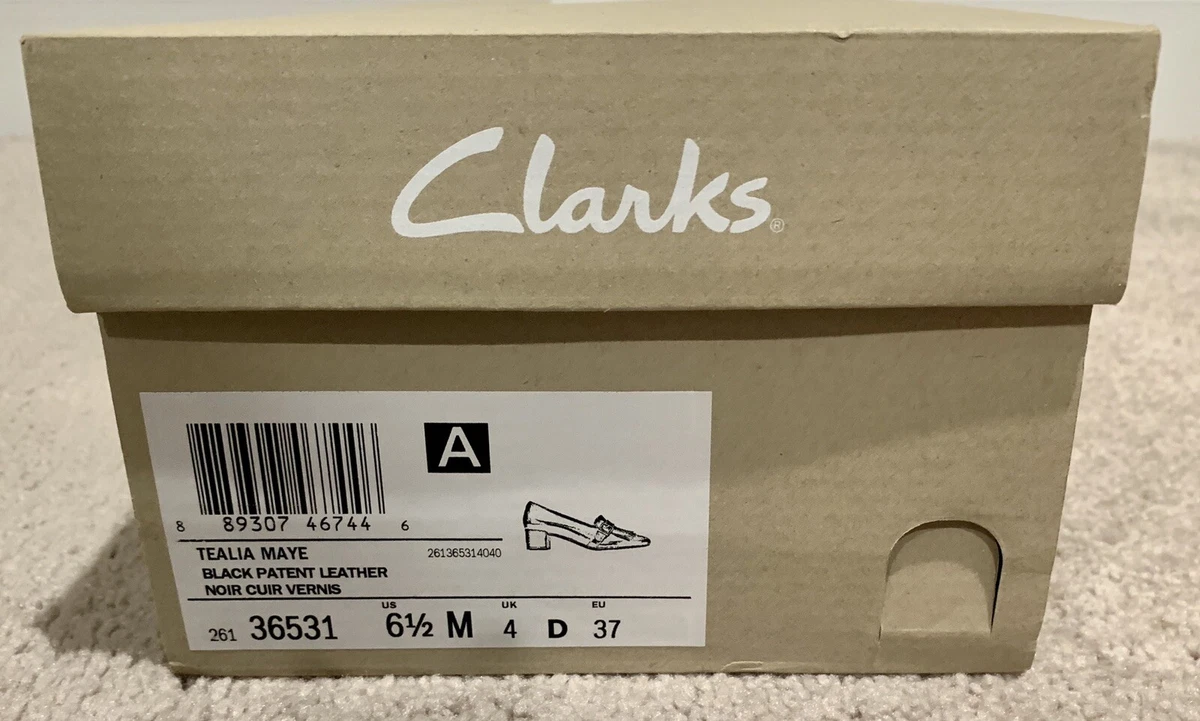 Clarks®
A
8 89307 46744 6
TEALIA MAYE 261365314040
BLACK PATENT LEATHER
NOIR CUIR VERNIS
US UK EU
261 36531 6½ M 4 D 37